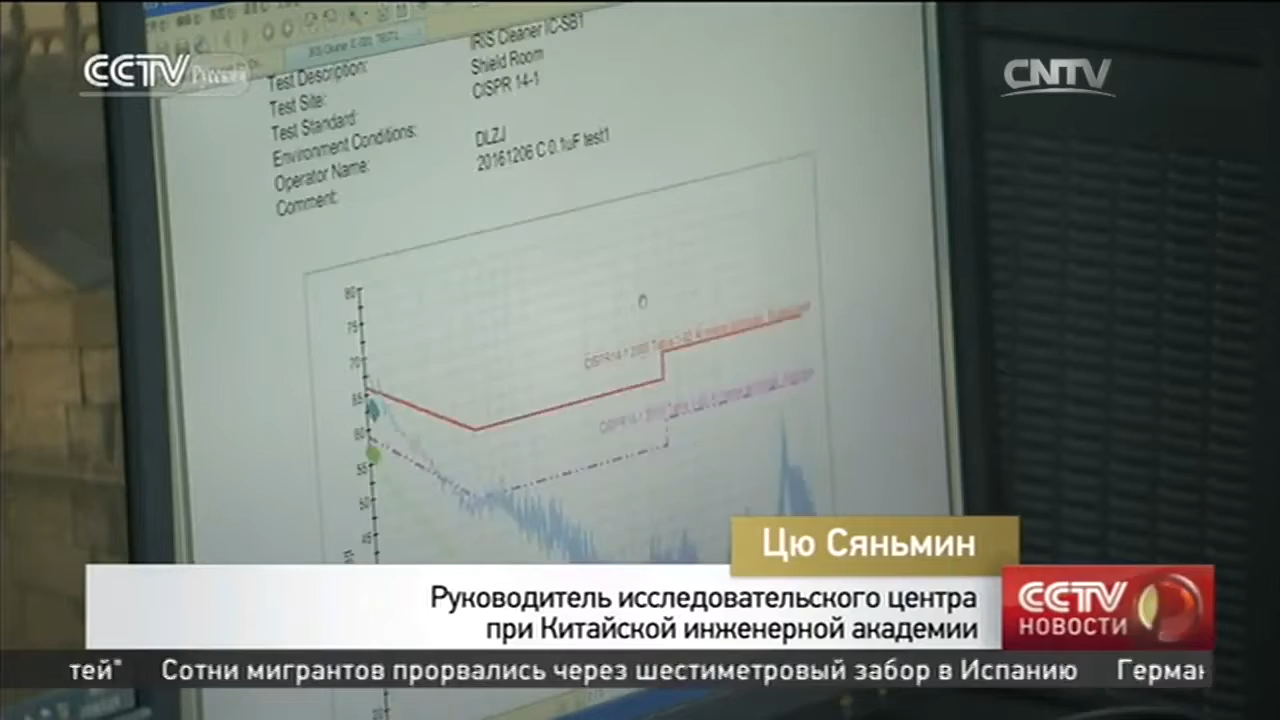 CCTV
Русский
CNTV
IRIS Cleaner IC-SB1
Test Description:
Shield Room
Test Site:
CISPR 14-1
Test Standard:
Environment Conditions:
DLZJ
Operator Name:
20161206 C 0.1uF test1
Comment:
80
75
70
65
60
55
50
45
Цю Сяньмин
Руководитель исследовательского центра
при Китайской инженерной академии
CCTV
НОВОСТИ
тей" Сотни мигрантов прорвались через шестиметровый забор в Испанию Герман